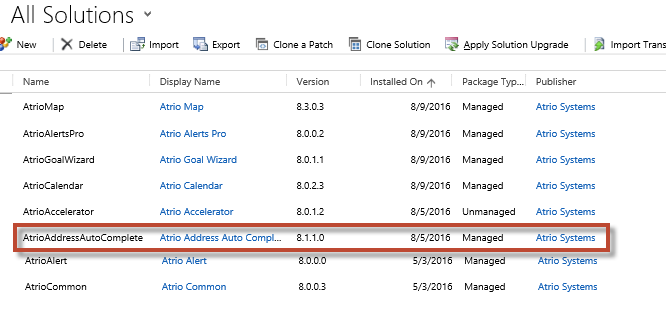 All Solutions
New Delete Import Export Clone a Patch Clone Solution Apply Solution Upgrade Import Trans
Name Display Name Version Installed On ↑ Package Typ... Publisher
AtrioMap Atrio Map 8.3.0.3 8/9/2016 Managed Atrio Systems
AtrioAlertsPro Atrio Alerts Pro 8.0.0.2 8/9/2016 Managed Atrio Systems
AtrioGoalWizard Atrio Goal Wizard 8.0.1.1 8/9/2016 Managed Atrio Systems
AtrioCalendar Atrio Calendar 8.0.2.3 8/9/2016 Managed Atrio Systems
AtrioAccelerator Atrio Accelerator 8.0.1.2 8/5/2016 Unmanaged Atrio Systems
AtrioAddressAutoComplete Atrio Address Auto Compl... 8.1.1.0 8/5/2016 Managed Atrio Systems
AtrioAlert Atrio Alert 8.0.0.0 5/3/2016 Managed Atrio Systems
AtrioCommon Atrio Common 8.0.0.3 5/3/2016 Managed Atrio Systems